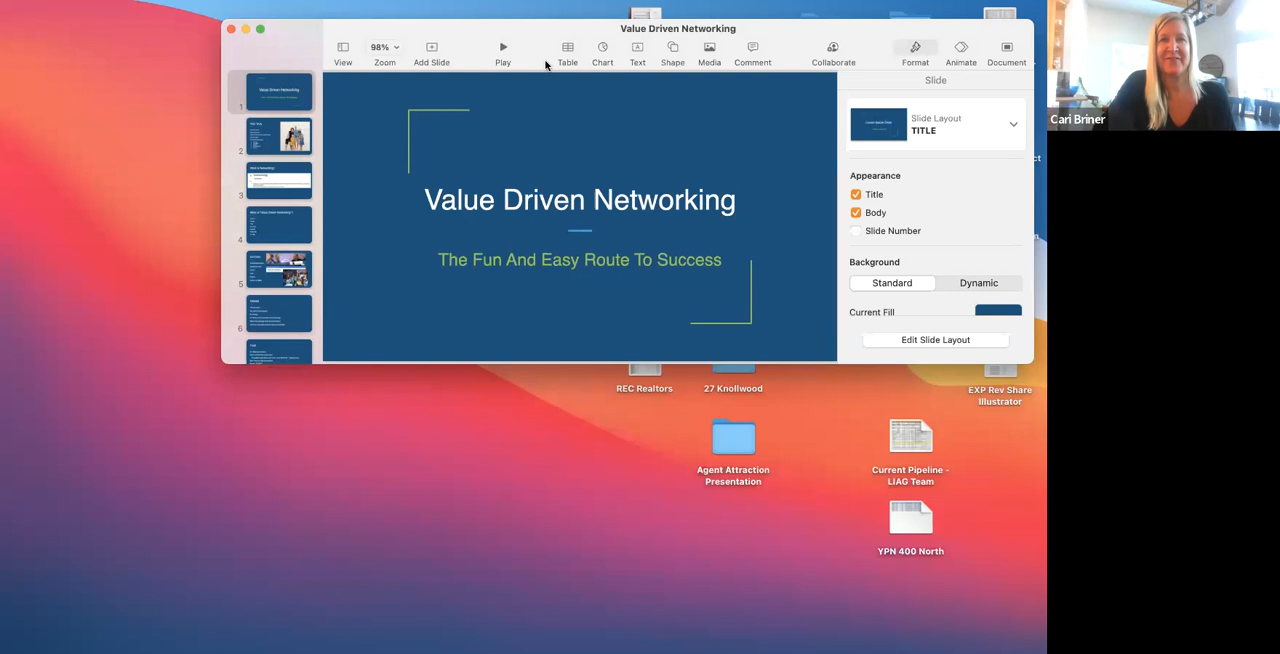 Value Driven Networking
98%
View
Zoom
Add Slide
Play
Table
Chart
Text
Shape
Media
Comment
Collaborate
Format
Animate
Document
Slide
1
2
3
4
5
6
Value Driven Networking
The Fun And Easy Route To Success
Slide Layout
TITLE
Appearance
Title
Body
Slide Number
Background
Standard
Dynamic
Current Fill
Edit Slide Layout
Cari Briner
REC Realtors
27 Knollwood
EXP Rev Share
Illustrator
Agent Attraction
Presentation
Current Pipeline -
LIAG Team
YPN 400 North